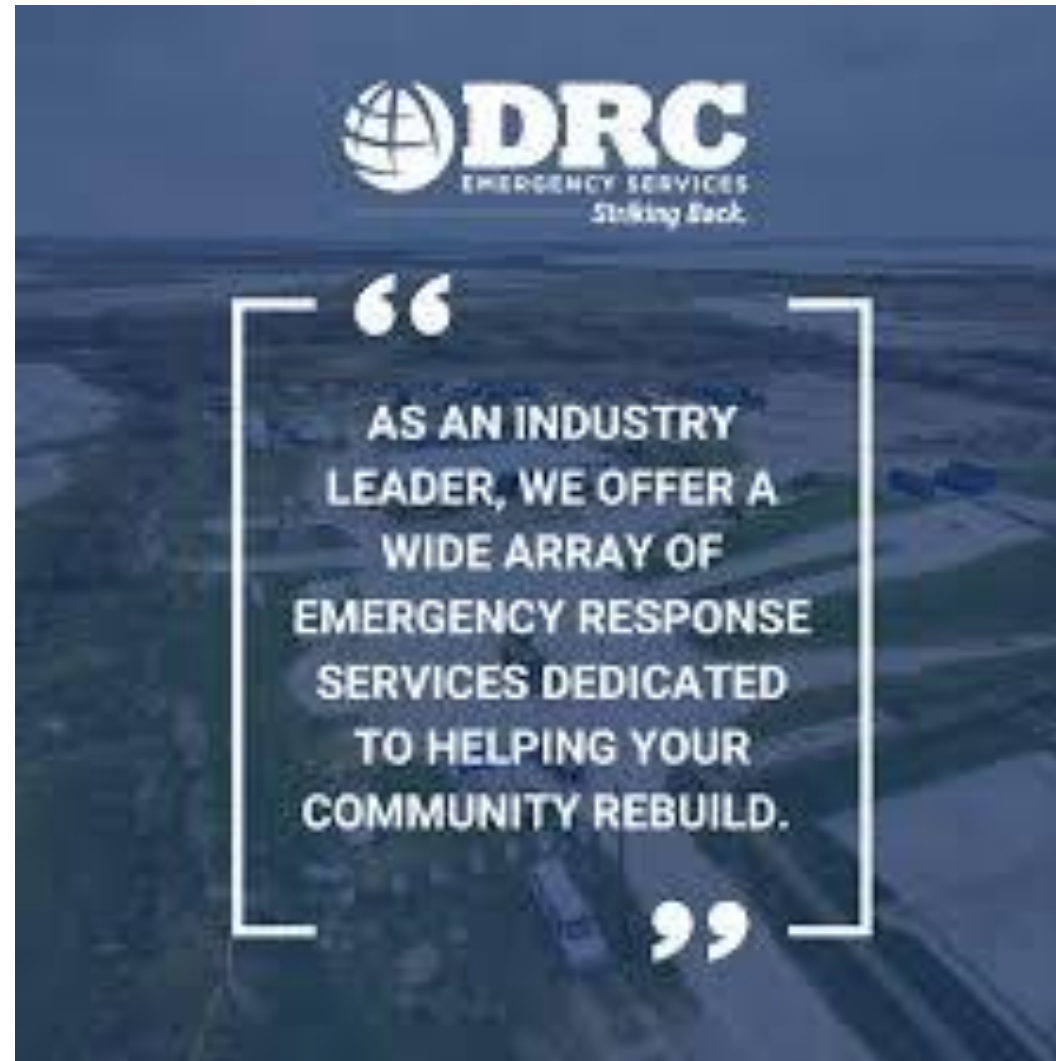 DRC
EMERGENCY SERVICES
Striking Back.
“
AS AN INDUSTRY
LEADER, WE OFFER A
WIDE ARRAY OF
EMERGENCY RESPONSE
SERVICES DEDICATED
TO HELPING YOUR
COMMUNITY REBUILD.
”